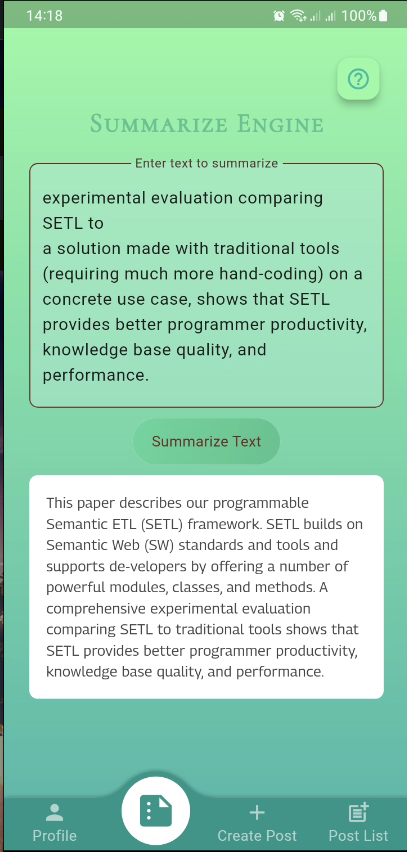 14:18
100%
SUMMARIZE ENGINE
Enter text to summarize
experimental evaluation comparing
SETL to
a solution made with traditional tools
(requiring much more hand-coding) on a
concrete use case, shows that SETL
provides better programmer productivity,
knowledge base quality, and
performance.
Summarize Text
This paper describes our programmable
Semantic ETL (SETL) framework. SETL builds on
Semantic Web (SW) standards and tools and
supports de-velopers by offering a number of
powerful modules, classes, and methods. A
comprehensive experimental evaluation
comparing SETL to traditional tools shows that
SETL provides better programmer productivity,
knowledge base quality, and performance.
Profile
Create Post
Post List